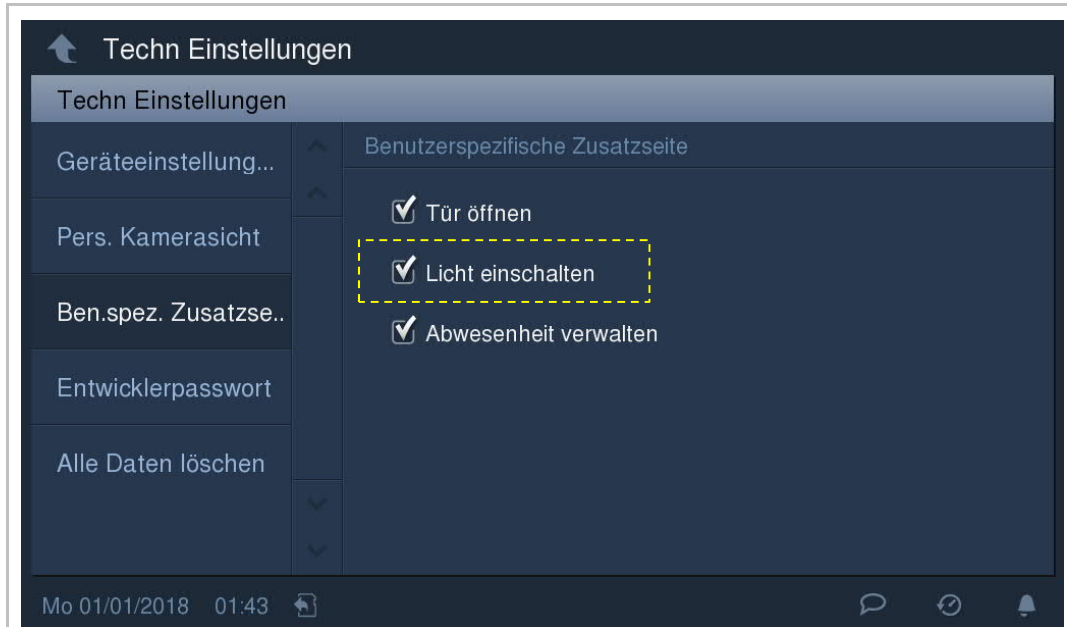 Techn Einstellungen
Techn Einstellungen
Geräteeinstellung...
Pers. Kamerasicht
Ben.spez. Zusatzse..
Entwicklerpasswort
Alle Daten löschen
Benutzerspezifische Zusatzseite
Tür öffnen
Licht einschalten
Abwesenheit verwalten
Mo 01/01/2018 01:43